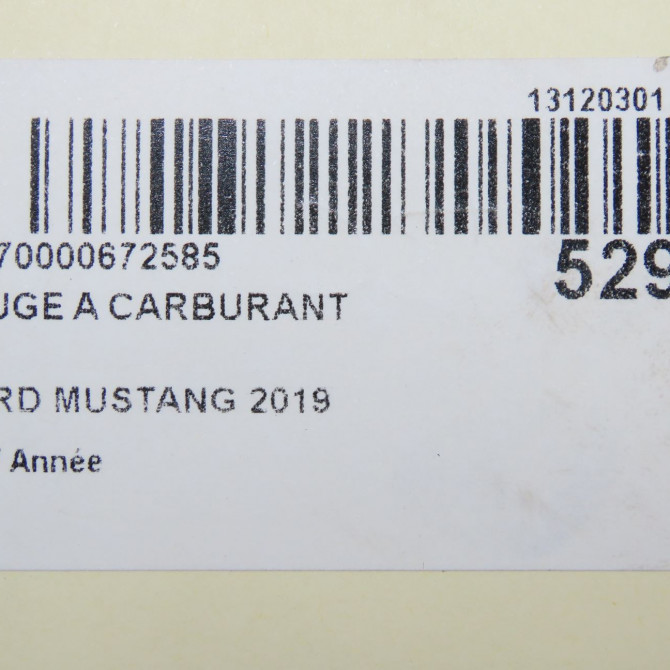 13120301
70000672585
529
UGE A CARBURANT
RD MUSTANG 2019
Année